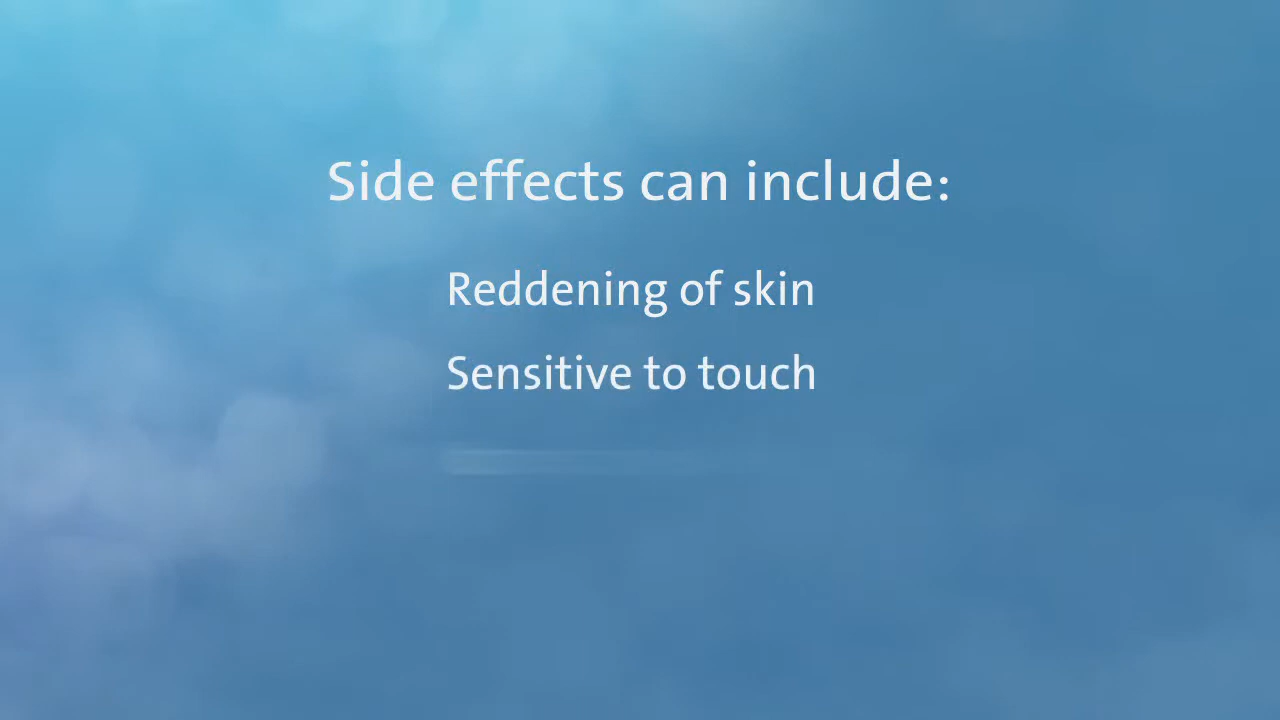 Side effects can include:
Reddening of skin
Sensitive to touch